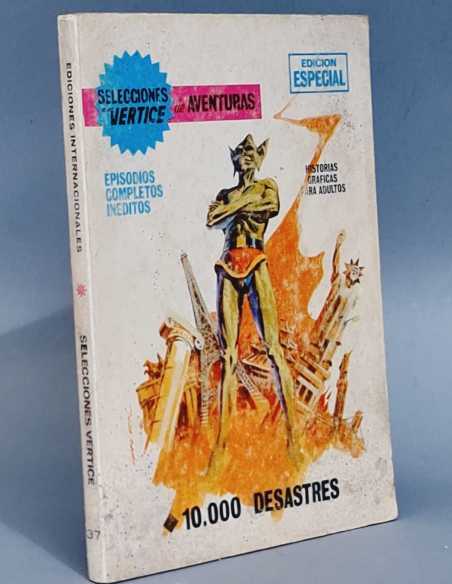 EDICION
ESPECIAL
SELECCIONES
VERTICE
de AVENTURAS
EPISODIOS
COMPLETOS
INEDITOS
HISTORIAS
GRAFICAS
PARA ADULTOS
10.000 DESASTRES
EDICIONES INTERNACIONALES
SELECCIONES VERTICE
37